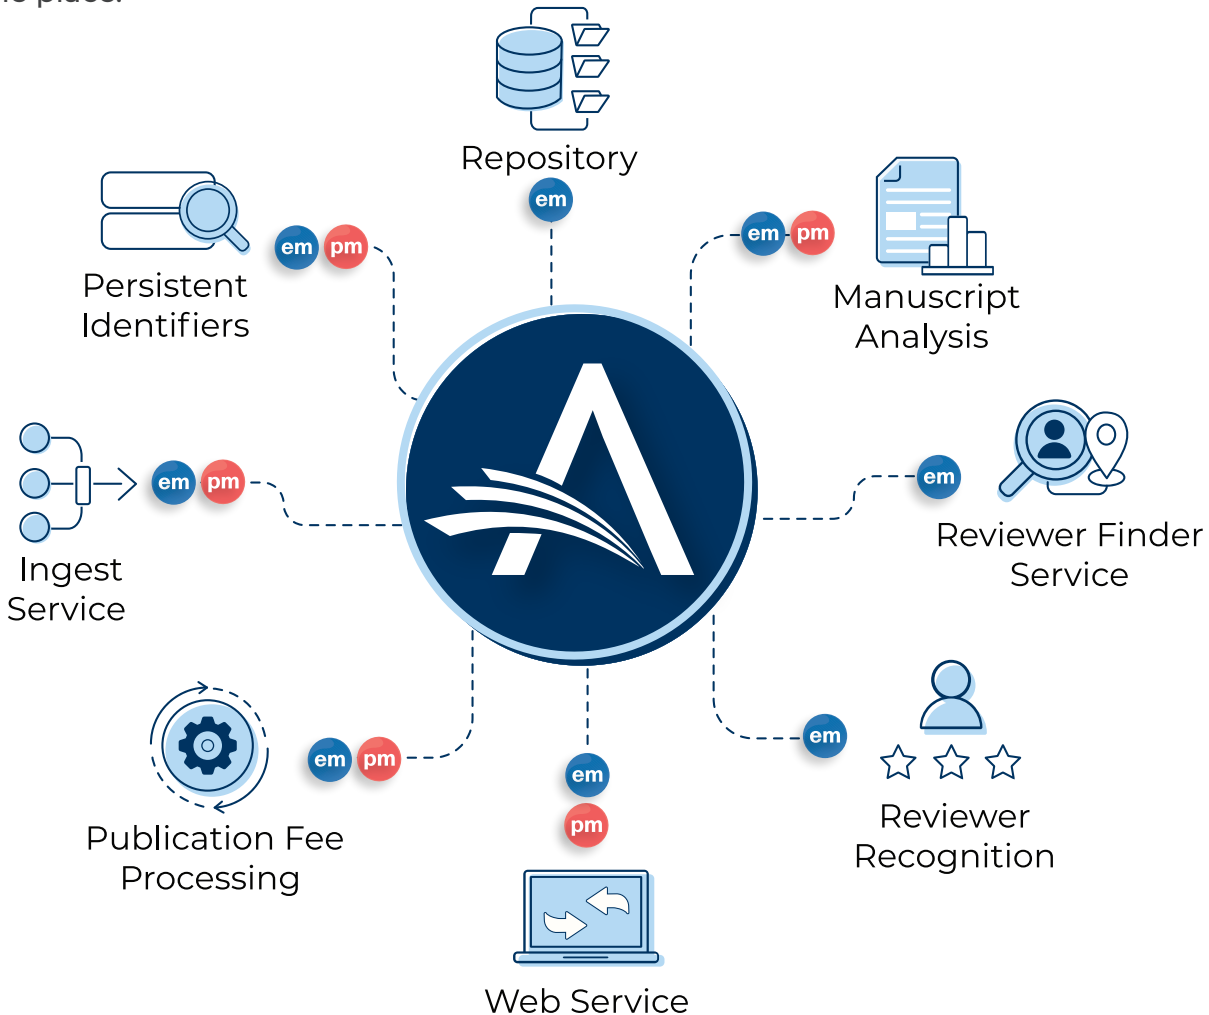 Repository
em
em pm
Persistent
Identifiers
em pm
Manuscript
Analysis
em
Reviewer Finder
Service
em pm
Ingest
Service
em
Reviewer
Recognition
em pm
Publication Fee
Processing
em
pm
Web Service